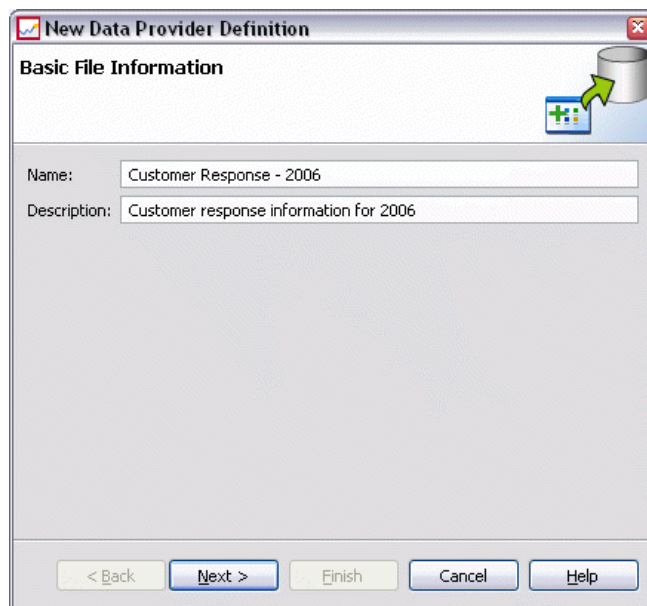 New Data Provider Definition
Basic File Information
Name: Customer Response - 2006
Description: Customer response information for 2006
< Back Next > Finish Cancel Help